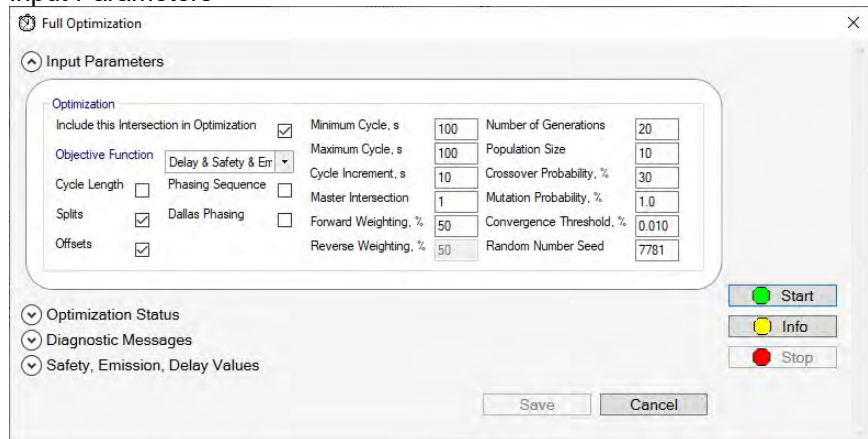 Input Parameters
Full Optimization
Input Parameters
Optimization
Include this Intersection in Optimization
Objective Function Delay & Safety & Em
Cycle Length Phasing Sequence
Splits Dallas Phasing
Offsets
Minimum Cycle, s 100
Maximum Cycle, s 100
Cycle Increment, s 10
Master Intersection 1
Forward Weighting, % 50
Reverse Weighting, % 50
Number of Generations 20
Population Size 10
Crossover Probability, % 30
Mutation Probability, % 1.0
Convergence Threshold, % 0.010
Random Number Seed 7781
Start
Info
Stop
Optimization Status
Diagnostic Messages
Safety, Emission, Delay Values
Save Cancel